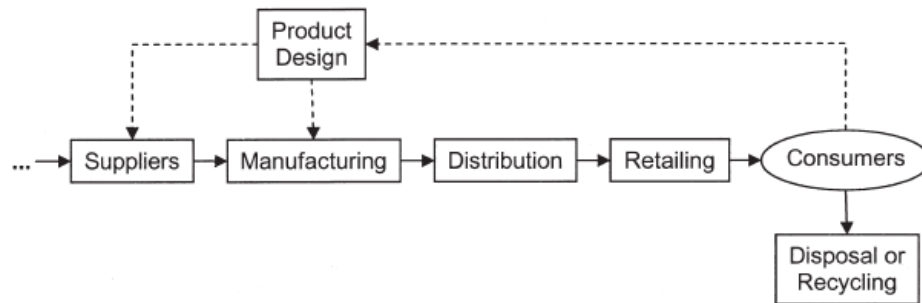 Product
Design
...
Suppliers
Manufacturing
Distribution
Retailing
Consumers
Disposal or
Recycling